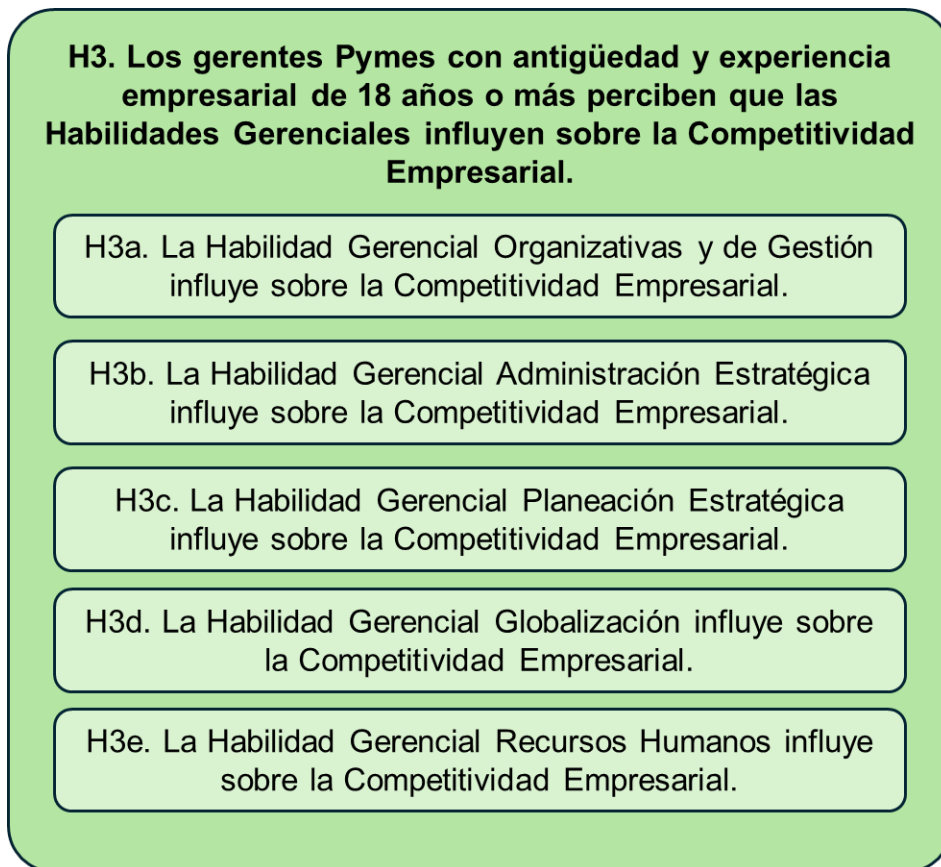 H3. Los gerentes Pymes con antigüedad y experiencia
empresarial de 18 años o más perciben que las
Habilidades Gerenciales influyen sobre la Competitividad
Empresarial.
H3a. La Habilidad Gerencial Organizativas y de Gestión
influye sobre la Competitividad Empresarial.
H3b. La Habilidad Gerencial Administración Estratégica
influye sobre la Competitividad Empresarial.
H3c. La Habilidad Gerencial Planeación Estratégica
influye sobre la Competitividad Empresarial.
H3d. La Habilidad Gerencial Globalización influye sobre
la Competitividad Empresarial.
H3e. La Habilidad Gerencial Recursos Humanos influye
sobre la Competitividad Empresarial.